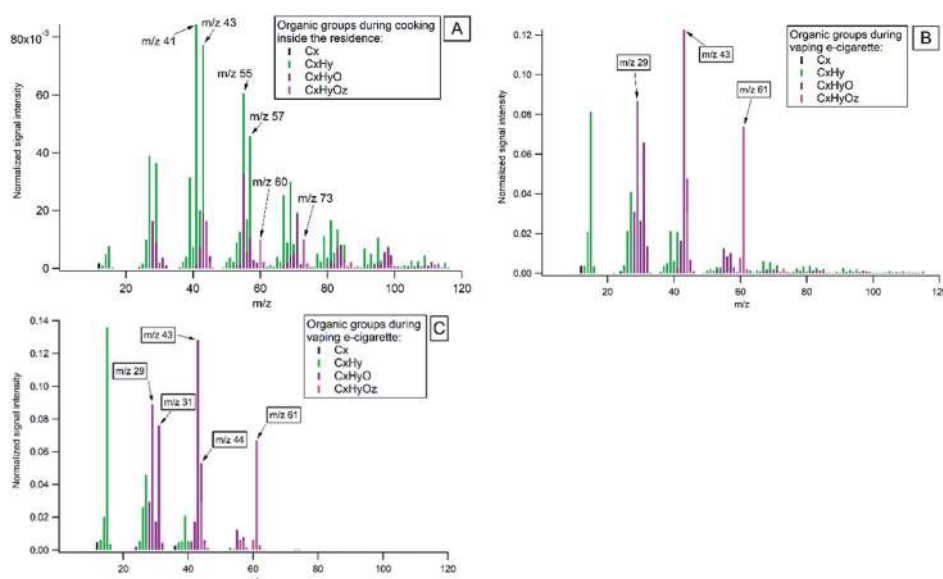 A
Organic groups during cooking
inside the residence:
Cx
CxHy
CxHyO
CxHyOz
m/z 41
m/z 43
m/z 55
m/z 57
m/z 60
m/z 73
80x10⁻³
60
40
20
0
Normalized signal intensity
20
40
60
80
100
120
m/z
B
Organic groups during
vaping e-cigarette:
Cx
CxHy
CxHyO
CxHyOz
m/z 29
m/z 43
m/z 61
0.12
0.10
0.08
0.06
0.04
0.02
0.00
Normalized signal intensity
20
40
60
80
100
120
m/z
C
Organic groups during
vaping e-cigarette:
Cx
CxHy
CxHyO
CxHyOz
m/z 43
m/z 29
m/z 31
m/z 44
m/z 61
0.14
0.12
0.10
0.08
0.06
0.04
0.02
0.00
Normalized signal intensity
20
40
60
80
100
120